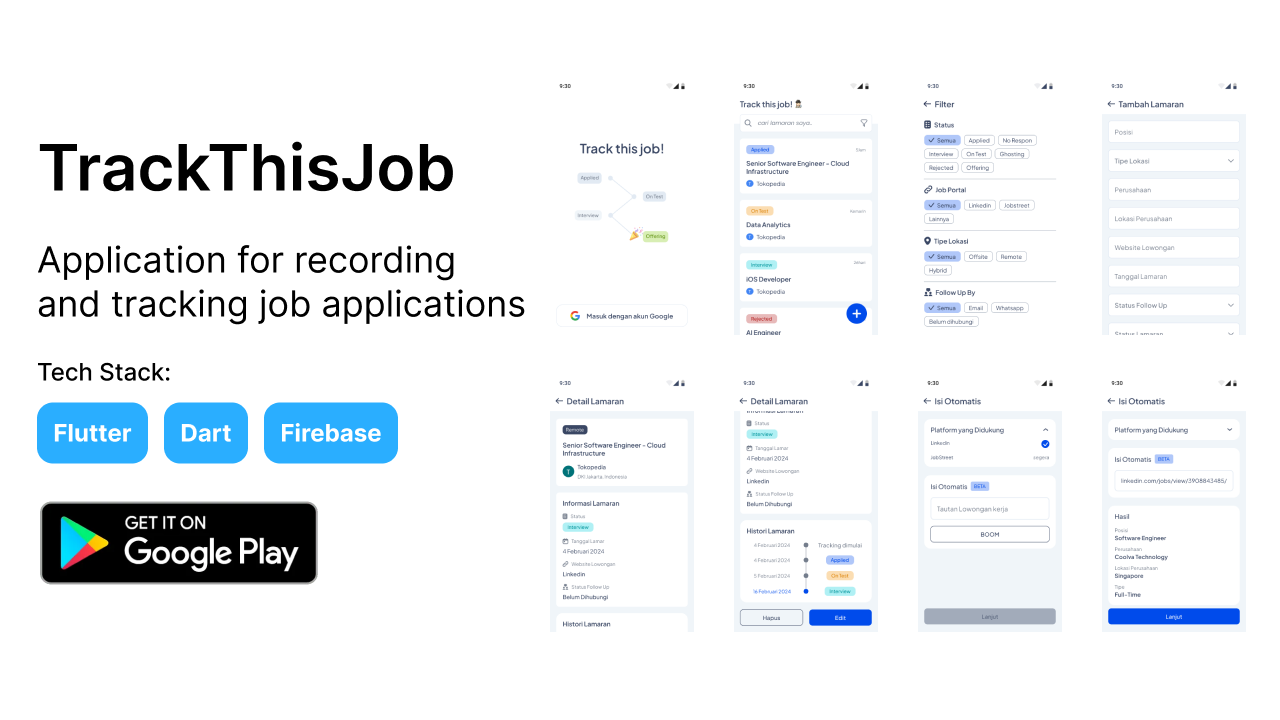 TrackThisJob
Application for recording
and tracking job applications
Tech Stack:
Flutter
Dart
Firebase
GET IT ON
Google Play
9:30
Track this job!
Applied
On Test
Interview
Offering
Masuk dengan akun Google
9:30
Track this job!
cari lamaran saya..
Applied
Senior Software Engineer - Cloud
Infrastructure
Tokopedia
On Test
Data Analytics
Tokopedia
Interview
iOS Developer
Tokopedia
Rejected
AI Engineer
9:30
Filter
Status
Semua
Applied
No Respon
Interview
On Test
Ghosting
Rejected
Offering
Job Portal
Semua
Linkedin
Jobstreet
Lainnya
Tipe Lokasi
Semua
Offsite
Remote
Hybrid
Follow Up By
Semua
Email
Whatsapp
Belum dihubungi
9:30
Tambah Lamaran
Posisi
Tipe Lokasi
Perusahaan
Lokasi Perusahaan
Website Lowongan
Tanggal Lamaran
Status Follow Up
Status Lamaran
9:30
Detail Lamaran
Remote
Senior Software Engineer - Cloud
Infrastructure
T
Tokopedia
DKI Jakarta, Indonesia
Informasi Lamaran
Status
Interview
Tanggal Lamaran
4 Februari 2024
Website Lowongan
Linkedin
Status Follow Up
Belum Dihubungi
Histori Lamaran
9:30
Detail Lamaran
Informasi Lamaran
Status
Interview
Tanggal Lamaran
4 Februari 2024
Website Lowongan
Linkedin
Status Follow Up
Belum Dihubungi
Histori Lamaran
4 Februari 2024
Tracking dimulai
4 Februari 2024
Applied
5 Februari 2024
On Test
16 Februari 2024
Interview
Hapus
Edit
9:30
Isi Otomatis
Platform yang Didukung
Linkedin
JobStreet
segera
Isi Otomatis
BETA
Tautan Lowongan kerja
BOOM
Lanjut
9:30
Isi Otomatis
Platform yang Didukung
Isi Otomatis
BETA
linkedin.com/jobs/view/3908843485/
Hasil
Posisi
Software Engineer
Perusahaan
Coolva Technology
Lokasi Perusahaan
Singapore
Tipe
Full-Time
Lanjut